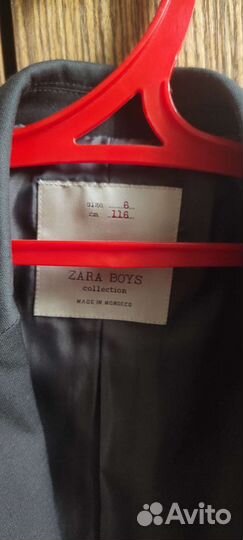 size 6
cm 116
ZARA BOYS
collection
MADE IN MOROCCO
Avito